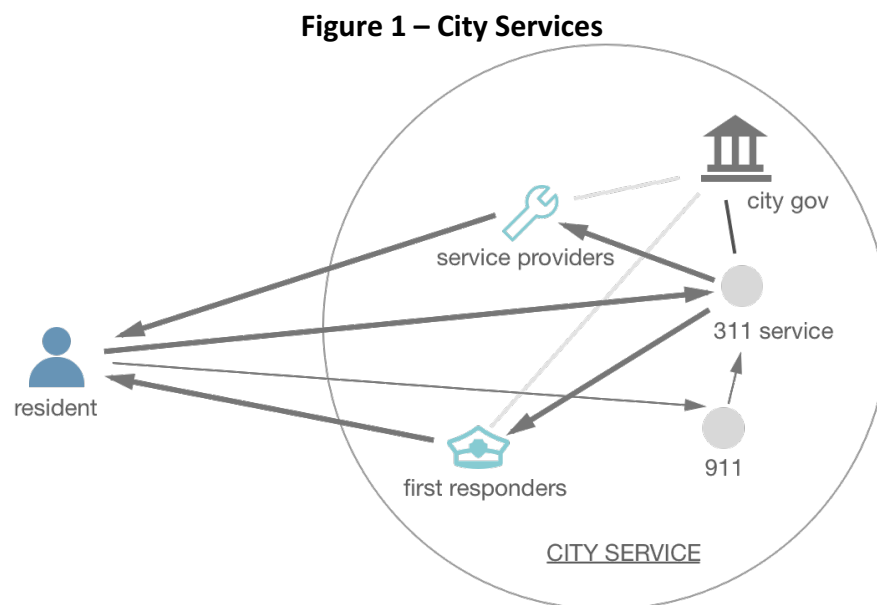 Figure 1 – City Services
city gov
service providers
311 service
resident
911
first responders
CITY SERVICE